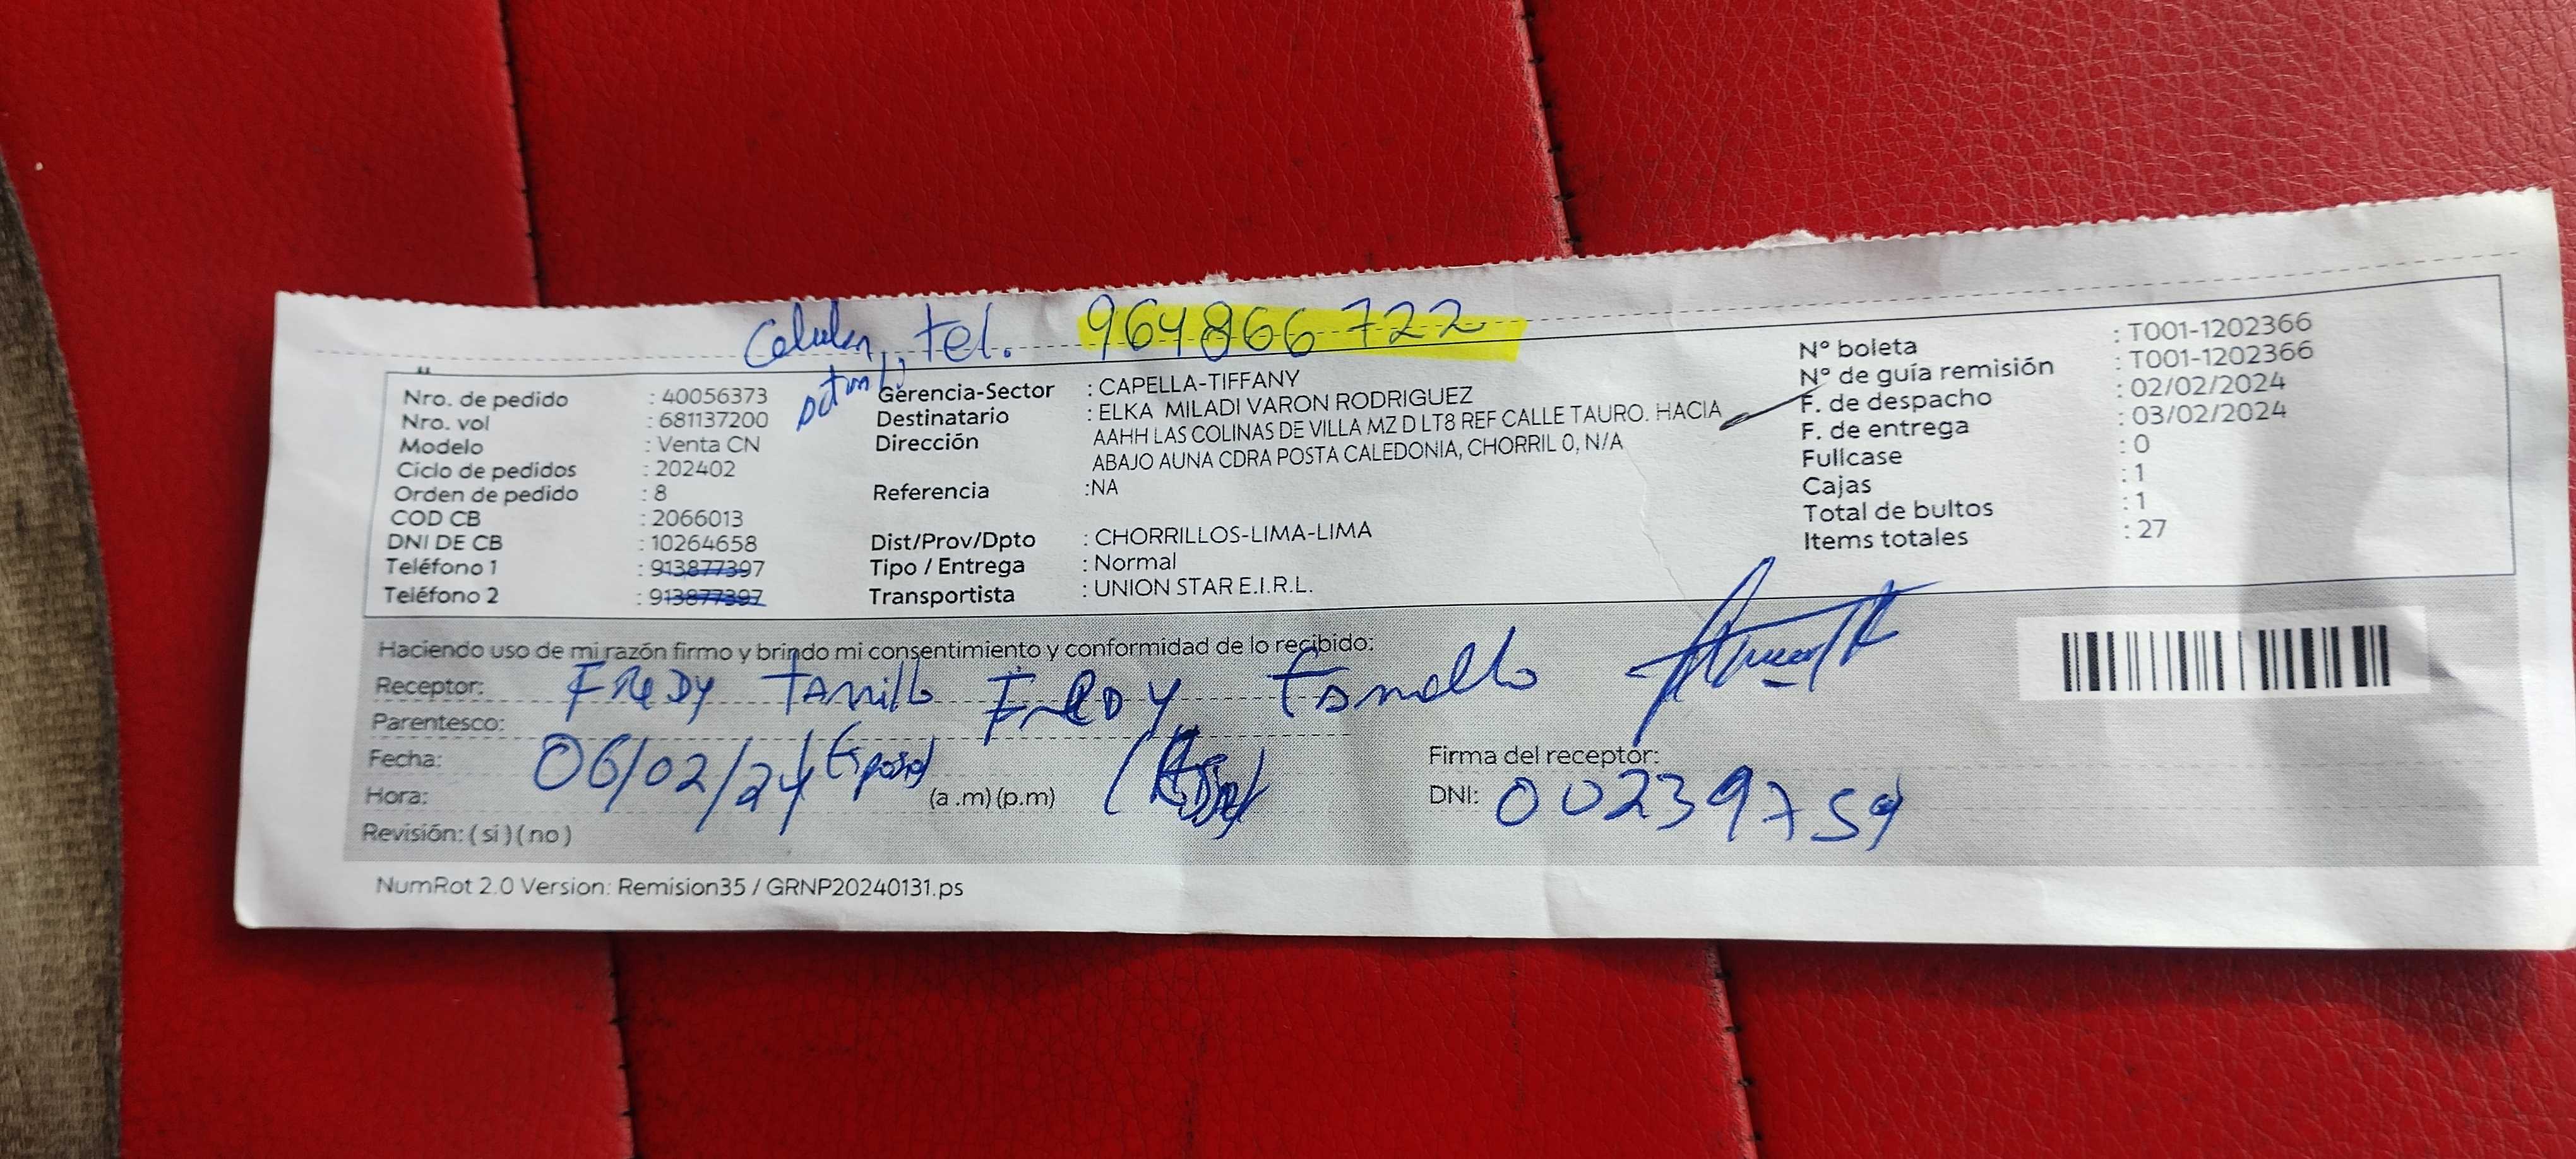 Celular, Tel. 964866722
actual
Nro. de pedido : 40056373
Nro. vol : 681137200
Modelo : Venta CN
Ciclo de pedidos : 202402
Orden de pedido : 8
COD CB : 2066013
DNI DE CB : 10264658
Teléfono 1 : 913877397
Teléfono 2 : 913877397
Gerencia-Sector : CAPELLA-TIFFANY
Destinatario : ELKA MILADI VARON RODRIGUEZ
Dirección AAHH LAS COLINAS DE VILLA MZ D LT8 REF CALLE TAURO. HACIA
ABAJO AUNA CDRA POSTA CALEDONIA, CHORRIL 0, N/A
Referencia :NA
Dist/Prov/Dpto : CHORRILLOS-LIMA-LIMA
Tipo / Entrega : Normal
Transportista : UNION STAR E.I.R.L.
N° boleta : T001-1202366
N° de guía remisión : T001-1202366
F. de despacho : 02/02/2024
F. de entrega : 03/02/2024
Fullcase : 0
Cajas : 1
Total de bultos : 1
Items totales : 27
Haciendo uso de mi razón firmo y brindo mi consentimiento y conformidad de lo recibido:
Receptor: FREDY FREDY
Parentesco:
Fecha: 06/02/24 (Esposo)
Hora: (a .m) (p.m)
Revisión: ( si ) ( no )
Firma del receptor:
DNI: 00239759
NumRot 2.0 Version: Remision35 / GRNP20240131.ps